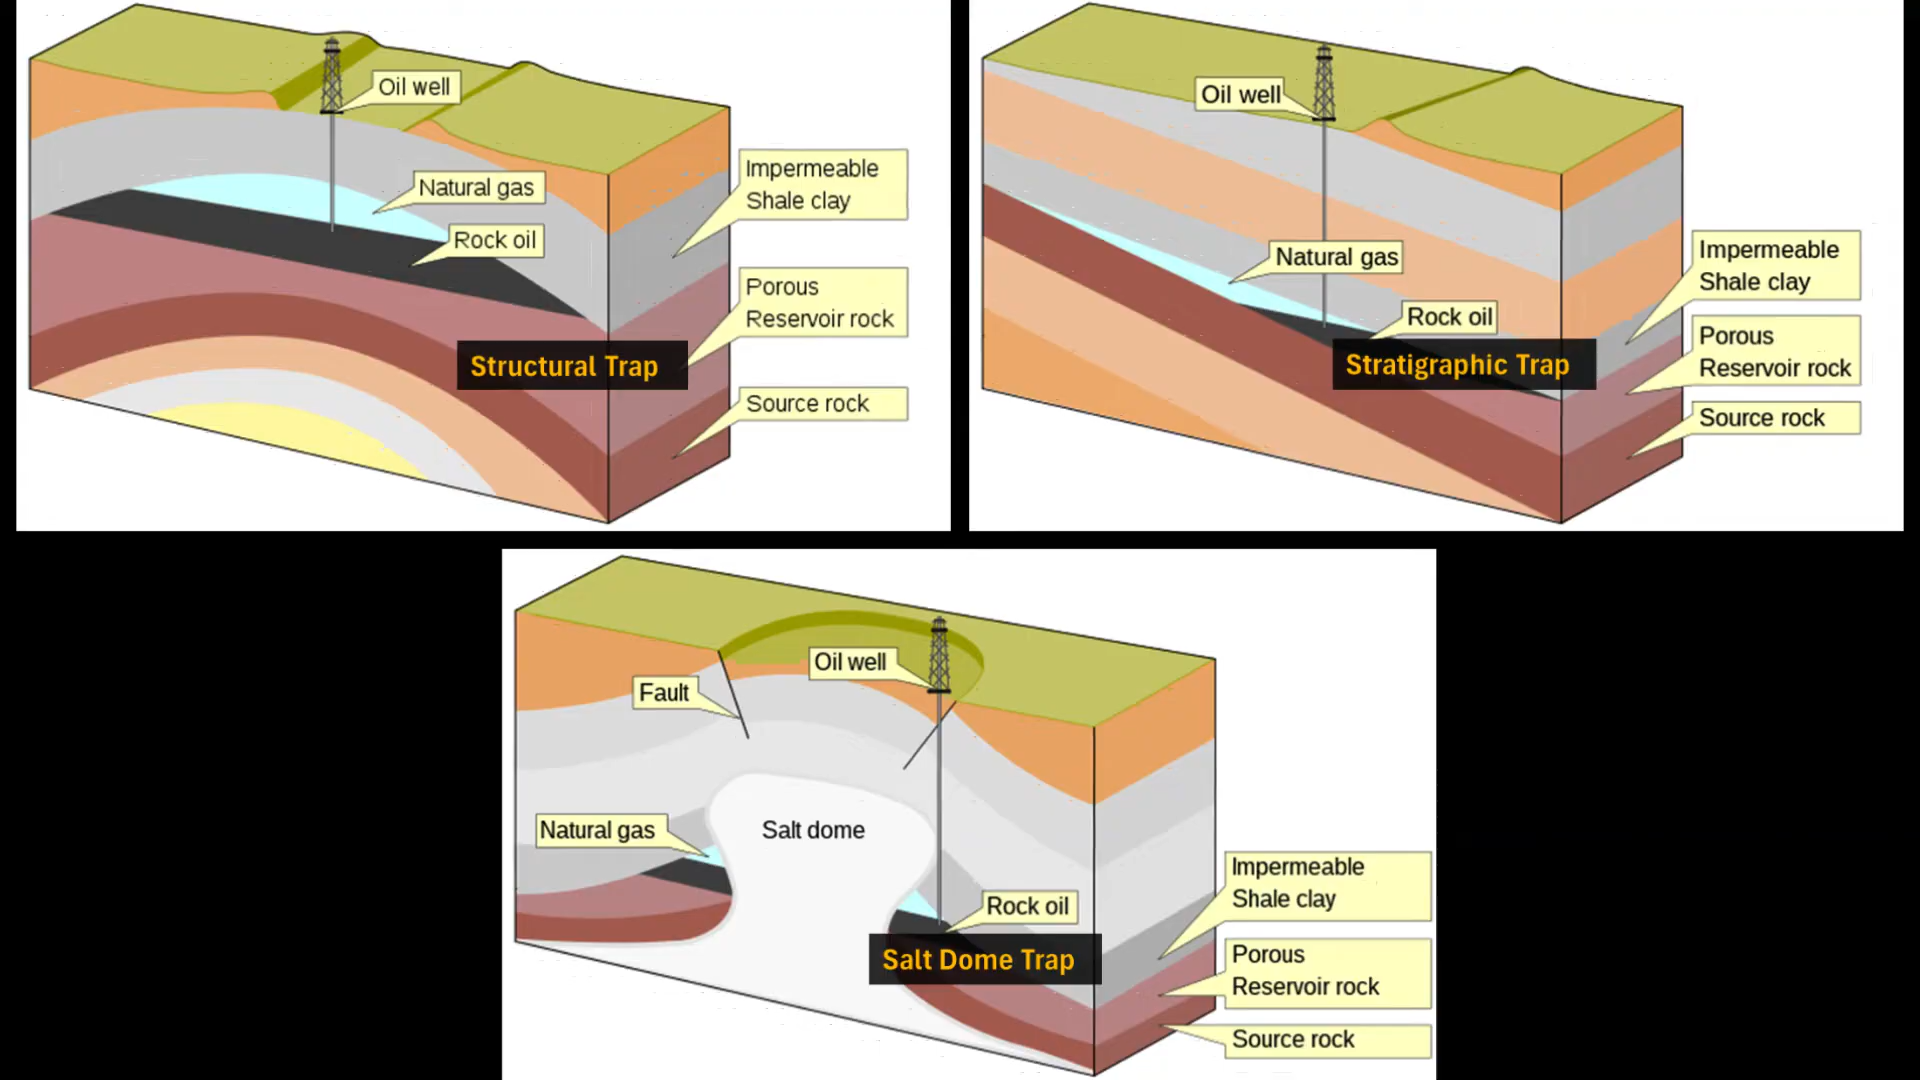 Oil well
Natural gas
Rock oil
Impermeable
Shale clay
Porous
Reservoir rock
Source rock
Structural Trap
Oil well
Natural gas
Rock oil
Impermeable
Shale clay
Porous
Reservoir rock
Source rock
Stratigraphic Trap
Oil well
Fault
Natural gas
Salt dome
Rock oil
Impermeable
Shale clay
Porous
Reservoir rock
Source rock
Salt Dome Trap